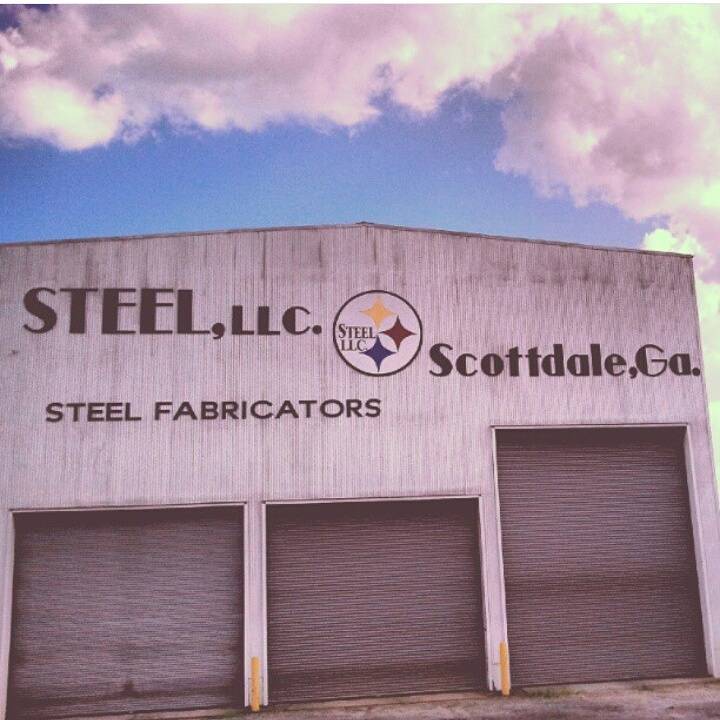 STEEL, LLC.
STEEL
LLC.
Scottdale, Ga.
STEEL FABRICATORS